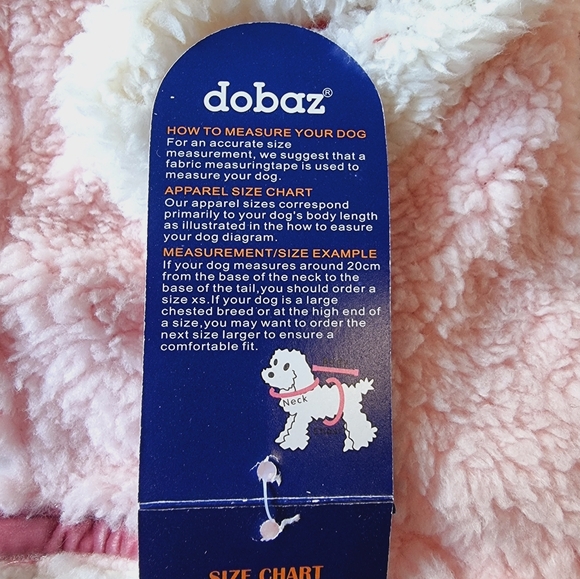 dobaz®
HOW TO MEASURE YOUR DOG
For an accurate size
measurement, we suggest that a
fabric measuringtape is used to
measure your dog.
APPAREL SIZE CHART
Our apparel sizes correspond
primarily to your dog's body length
as illustrated in the how to easure
your dog diagram.
MEASUREMENT/SIZE EXAMPLE
If your dog measures around 20cm
from the base of the neck to the
base of the tail,you should order a
size xs.If your dog is a large
chested breed or at the high end of
a size,you may want to order the
next size larger to ensure a
comfortable fit.
Neck
SIZE CHART